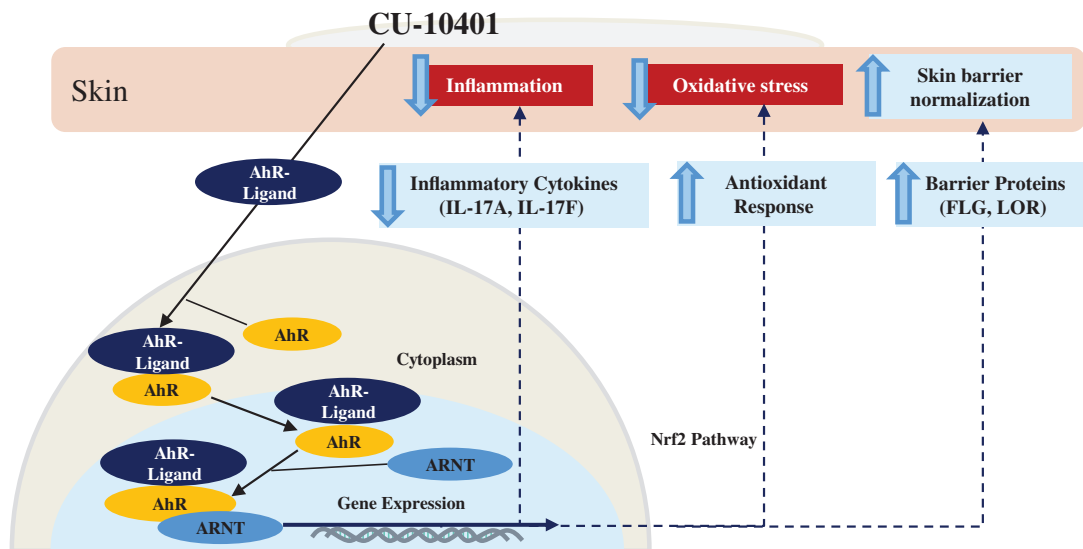 CU-10401
Skin
Inflammation
Oxidative stress
Skin barrier
normalization
AhR-
Ligand
Inflammatory Cytokines
(IL-17A, IL-17F)
Antioxidant
Response
Barrier Proteins
(FLG, LOR)
AhR
AhR-
Ligand
AhR
Cytoplasm
AhR-
Ligand
AhR
Nrf2 Pathway
AhR-
Ligand
AhR
ARNT
ARNT
Gene Expression